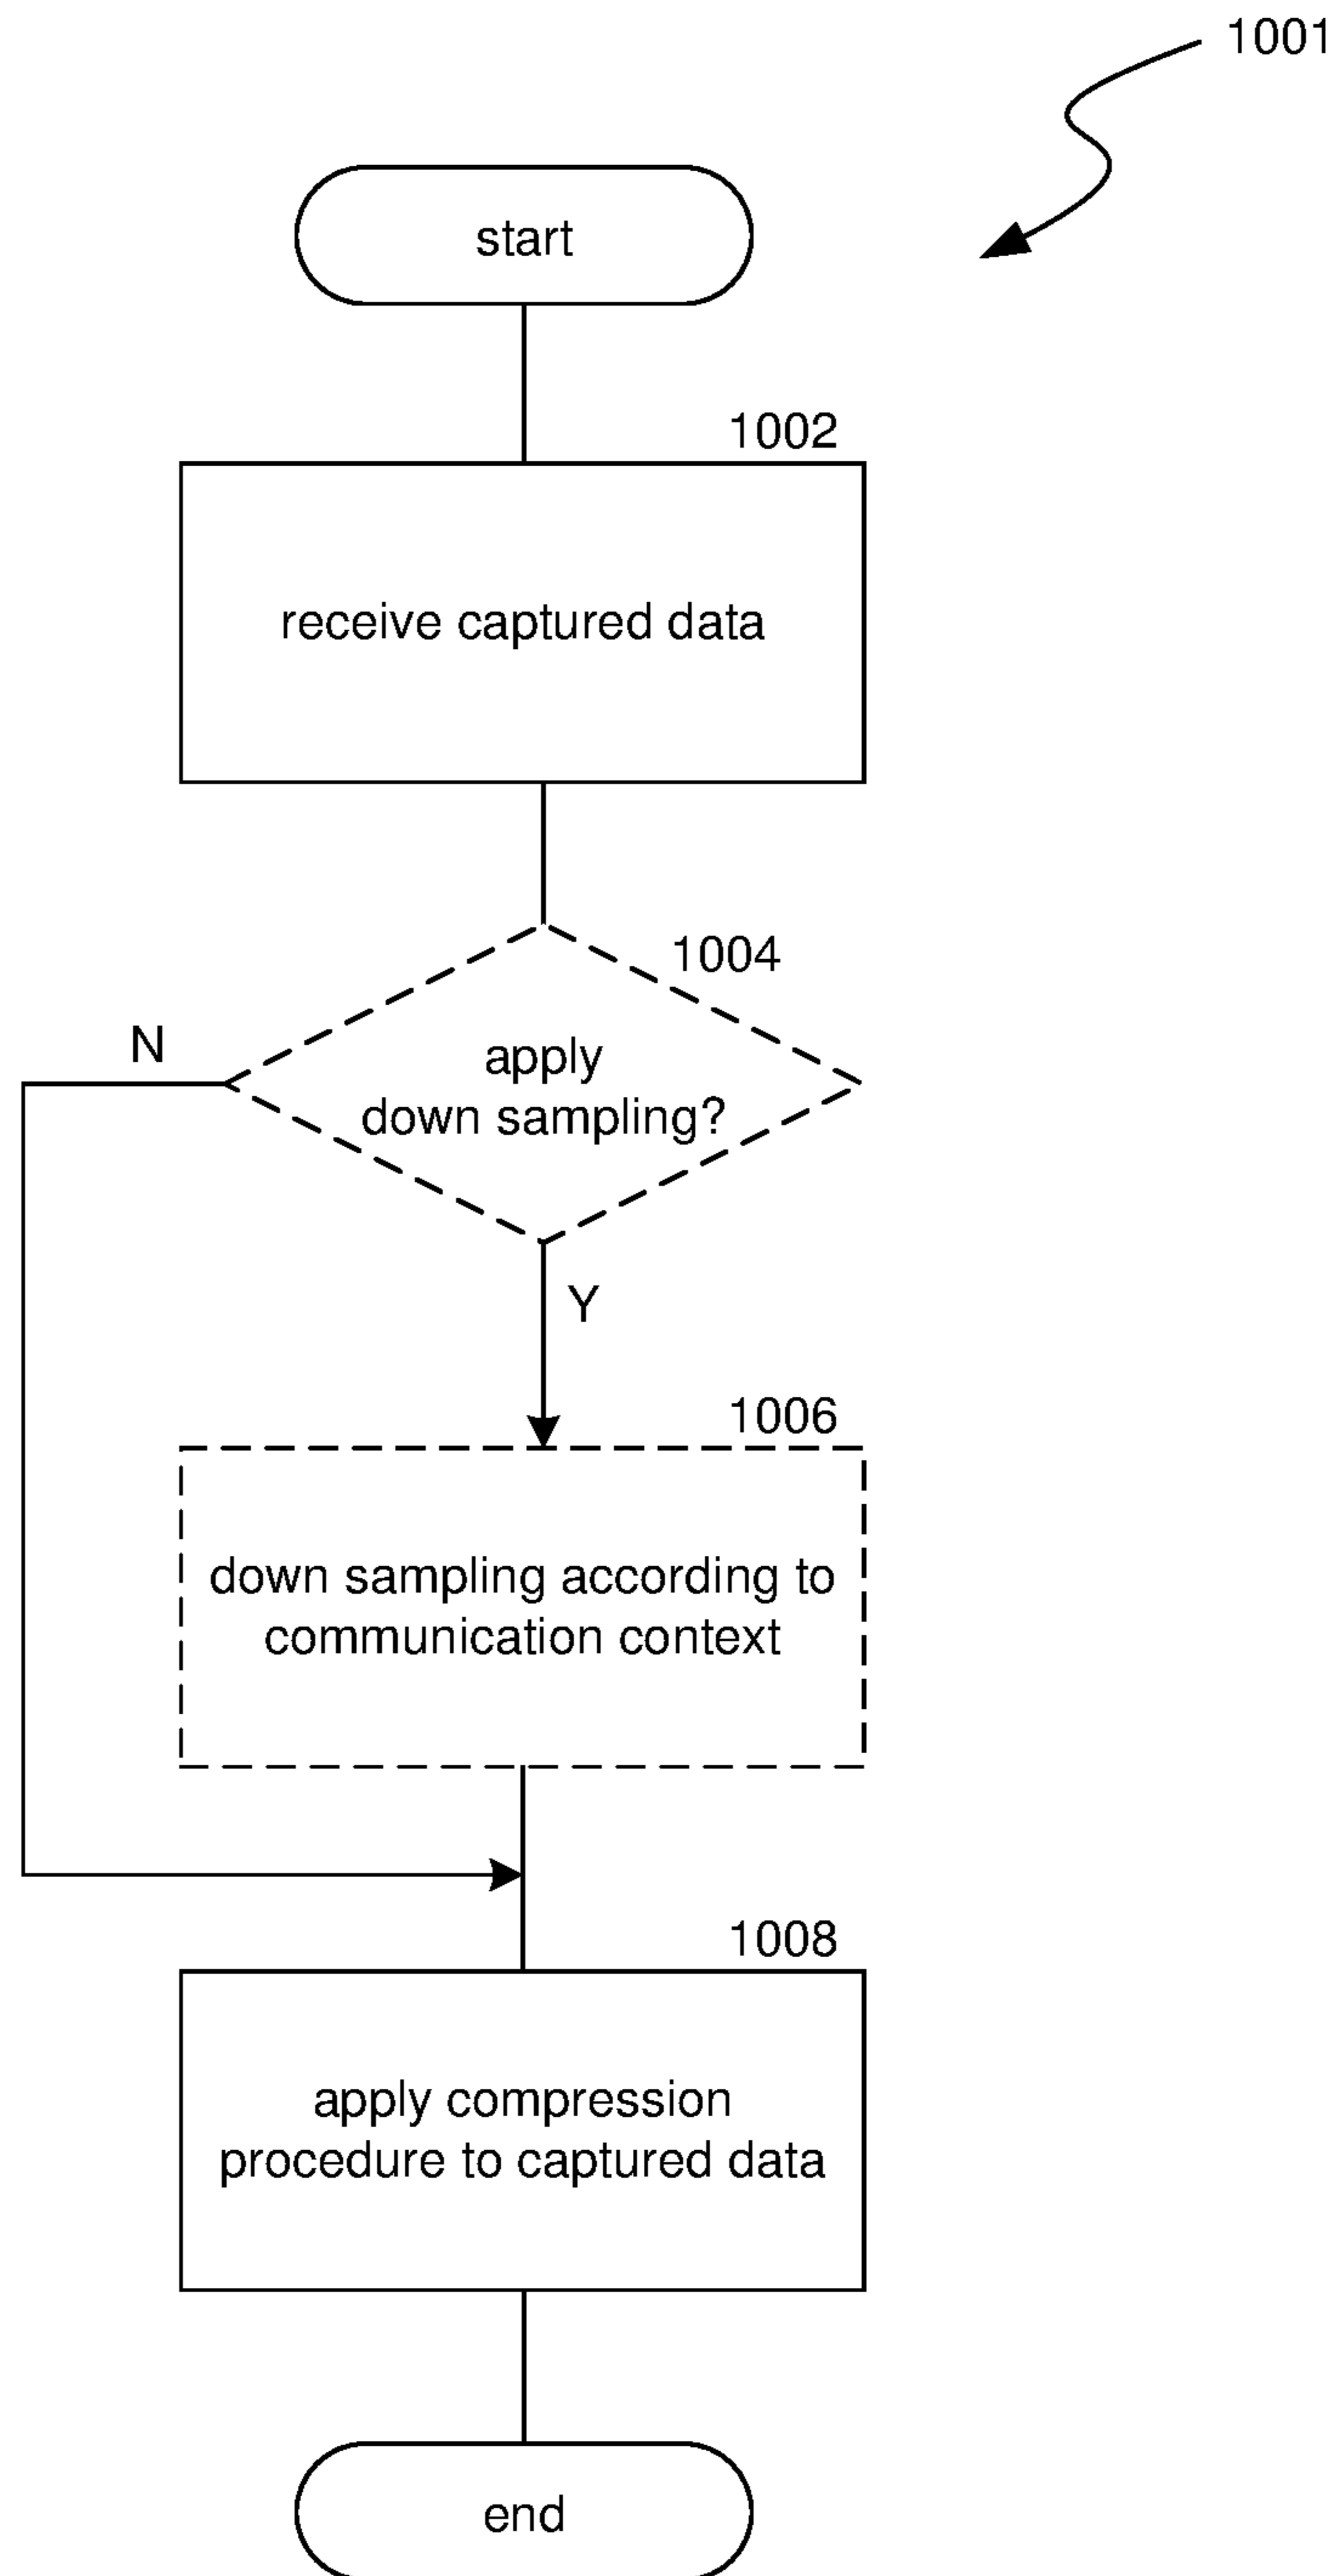 1001
start
1002
receive captured data
1004
N
apply
down sampling?
Y
1006
down sampling according to
communication context
1008
apply compression
procedure to captured data
end